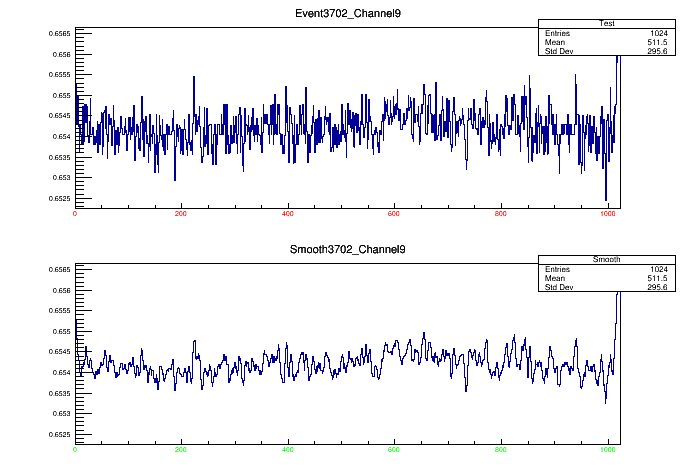 Event3702_Channel9
Test
Entries 1024
Mean 511.5
Std Dev 295.6
0.6565
0.656
0.6555
0.655
0.6545
0.654
0.6535
0.653
0.6525
0 200 400 600 800 1000
Smooth3702_Channel9
Smooth
Entries 1024
Mean 511.5
Std Dev 295.6
0.6565
0.656
0.6555
0.655
0.6545
0.654
0.6535
0.653
0.6525
0 200 400 600 800 1000